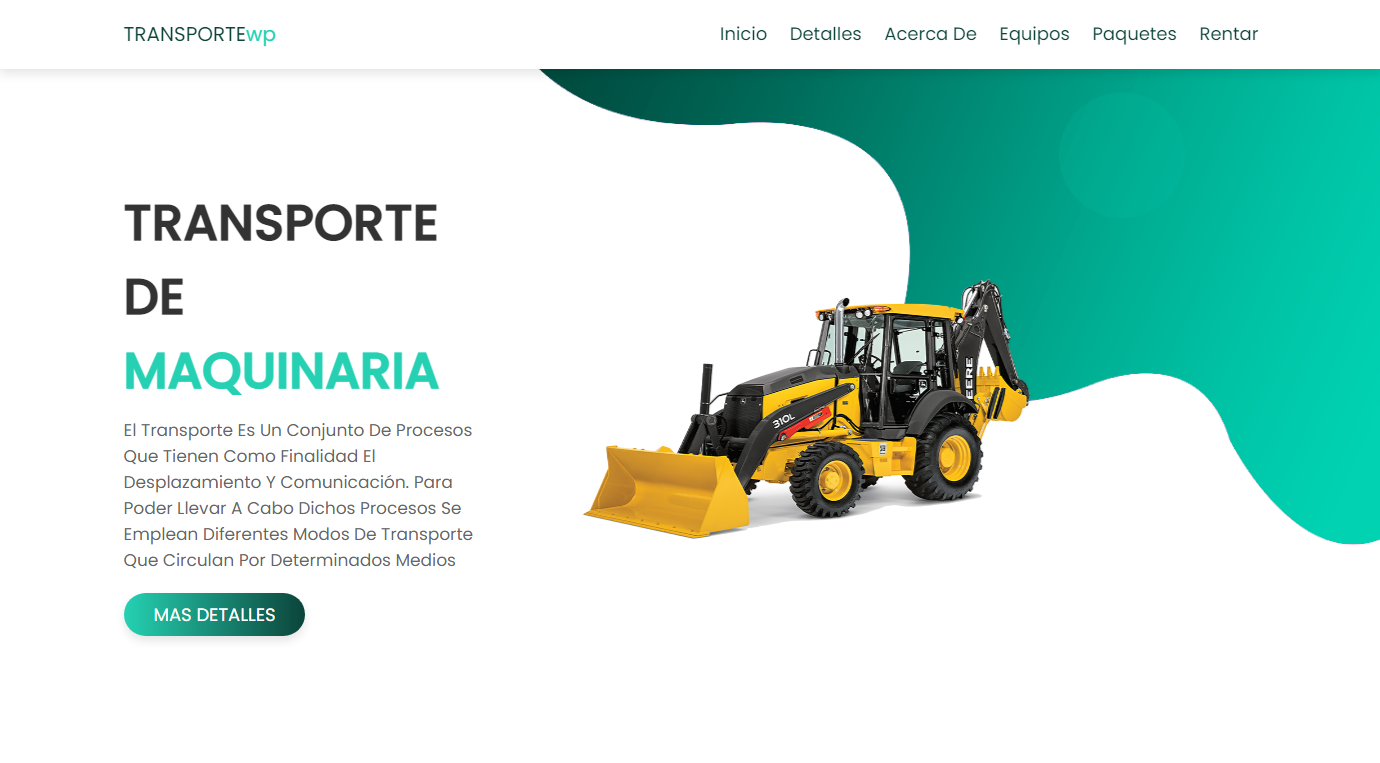 TRANSPORTEwp
Inicio Detalles Acerca De Equipos Paquetes Rentar
TRANSPORTE
DE
MAQUINARIA
El Transporte Es Un Conjunto De Procesos
Que Tienen Como Finalidad El
Desplazamiento Y Comunicación. Para
Poder Llevar A Cabo Dichos Procesos Se
Emplean Diferentes Modos De Transporte
Que Circulan Por Determinados Medios
MAS DETALLES
310L
EERE